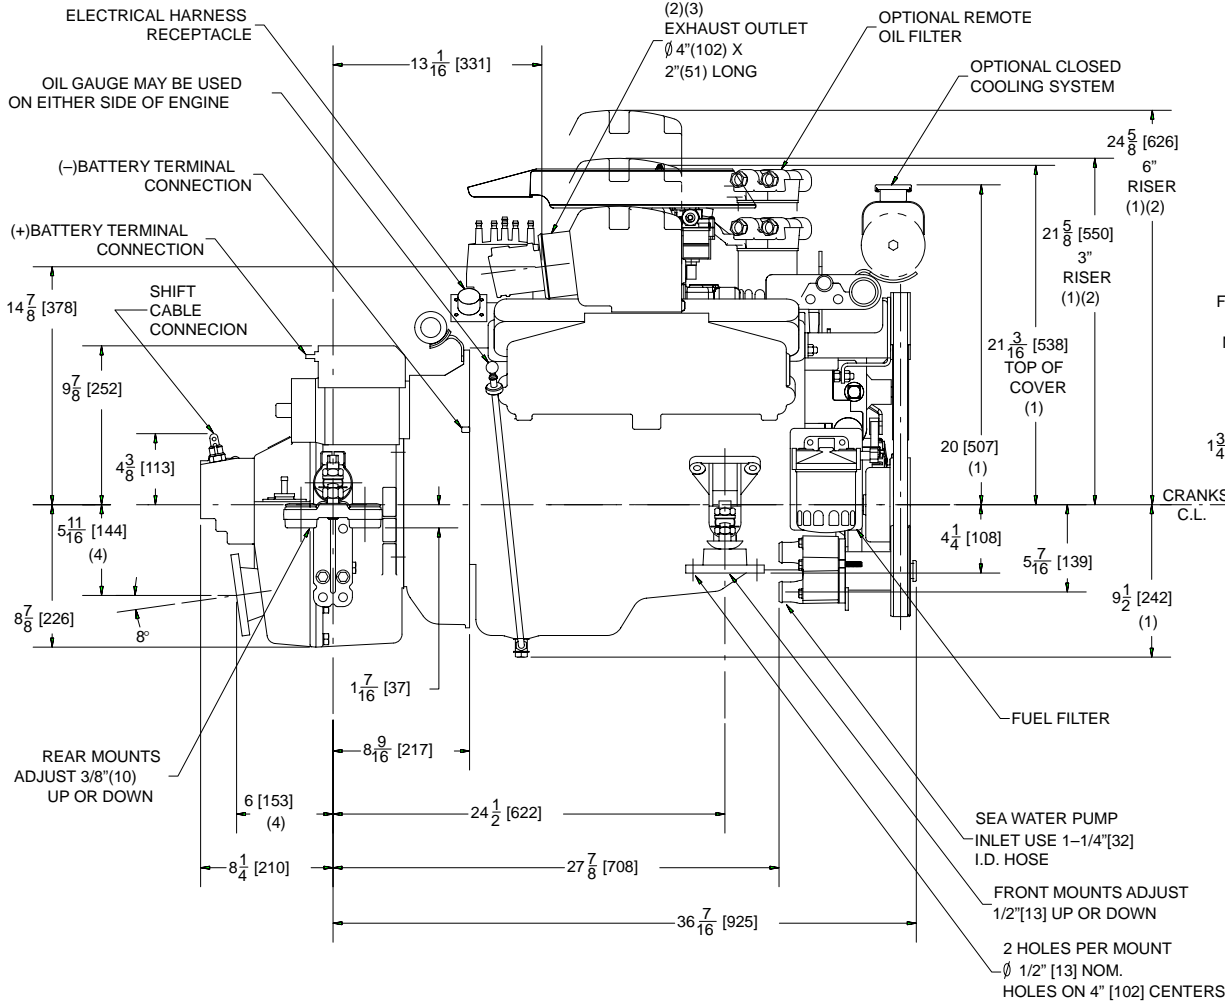 ELECTRICAL HARNESS
RECEPTACLE
(2)(3)
EXHAUST OUTLET
Ø 4"(102) X
2"(51) LONG
OPTIONAL REMOTE
OIL FILTER
13 1/16 [331]
OPTIONAL CLOSED
COOLING SYSTEM
OIL GAUGE MAY BE USED
ON EITHER SIDE OF ENGINE
24 5/8 [626]
6"
RISER
(1)(2)
(–)BATTERY TERMINAL
CONNECTION
(+)BATTERY TERMINAL
CONNECTION
21 5/8 [550]
3"
RISER
(1)(2)
SHIFT
CABLE
CONNECION
14 7/8 [378]
F
21 3/16 [538]
TOP OF
COVER
(1)
9 7/8 [252]
4 3/8 [113]
20 [507]
(1)
1 3/4
CRANKS
C.L.
5 11/16 [144]
(4)
4 1/4 [108]
5 7/16 [139]
9 1/2 [242]
(1)
8 7/8 [226]
8°
1 7/16 [37]
FUEL FILTER
8 9/16 [217]
REAR MOUNTS
ADJUST 3/8"(10)
UP OR DOWN
6 [153]
(4)
24 1/2 [622]
SEA WATER PUMP
INLET USE 1–1/4"[32]
I.D. HOSE
8 1/4 [210]
27 7/8 [708]
FRONT MOUNTS ADJUST
1/2"[13] UP OR DOWN
36 7/16 [925]
2 HOLES PER MOUNT
Ø 1/2" [13] NOM.
HOLES ON 4" [102] CENTERS